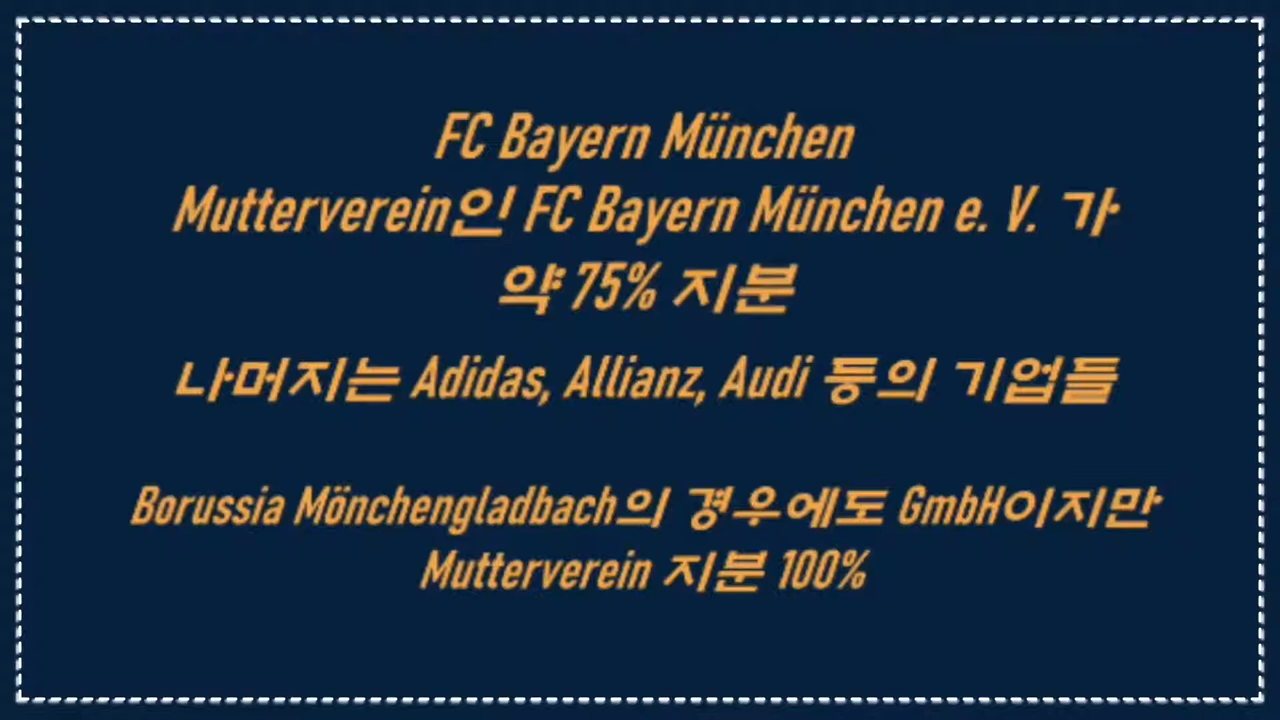 FC Bayern München
Mutterverein인 FC Bayern München e. V. 가
약 75% 지분
나머지는 Adidas, Allianz, Audi 등의 기업들
Borussia Mönchengladbach의 경우에도 GmbH이지만
Mutterverein 지분 100%